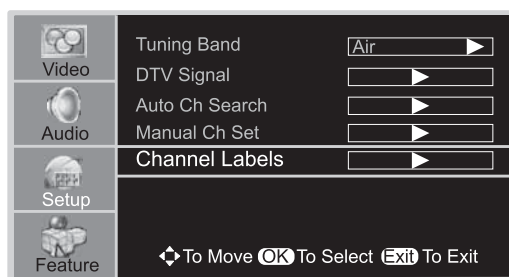 Video
Audio
Setup
Feature
Tuning Band Air
DTV Signal
Auto Ch Search
Manual Ch Set
Channel Labels
To Move OK To Select Exit To Exit